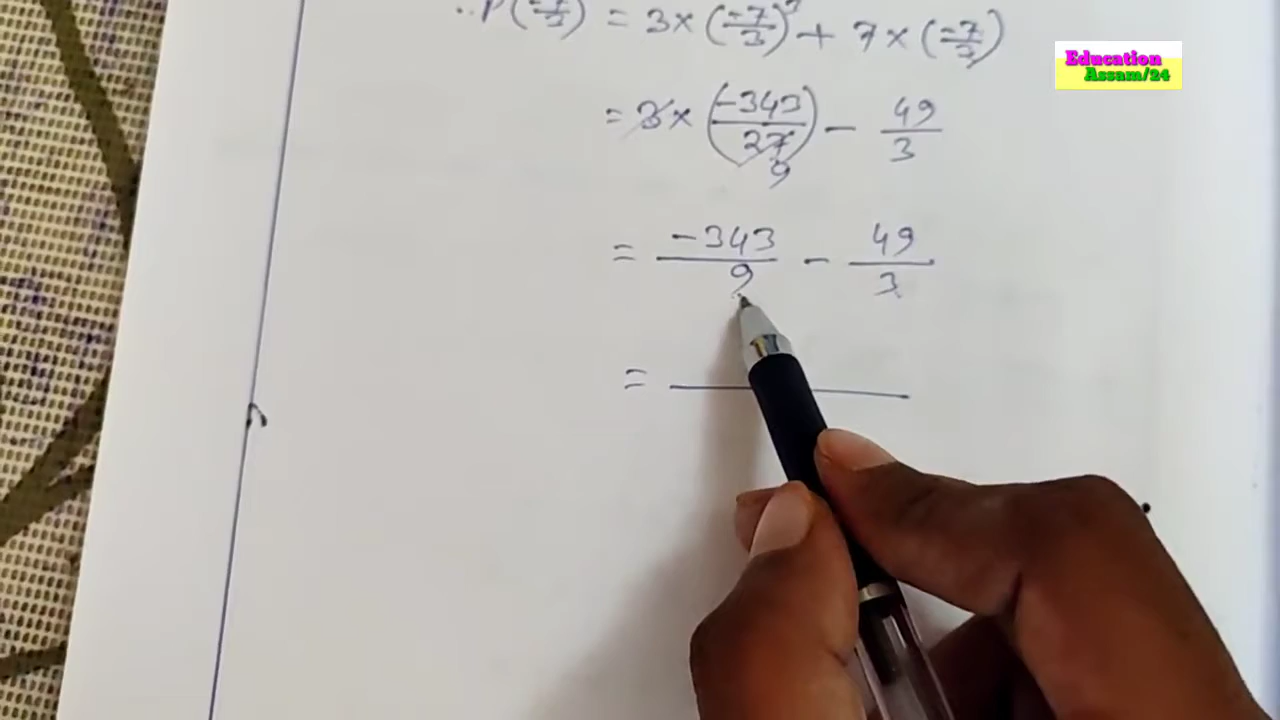 ∴ P(-7/3) = 3 × (-7/3)³ + 7 × (-7/3)
Education
Assam/24
= 3 × (-343/27) - 49/3
9
= -343/9 - 49/3
=